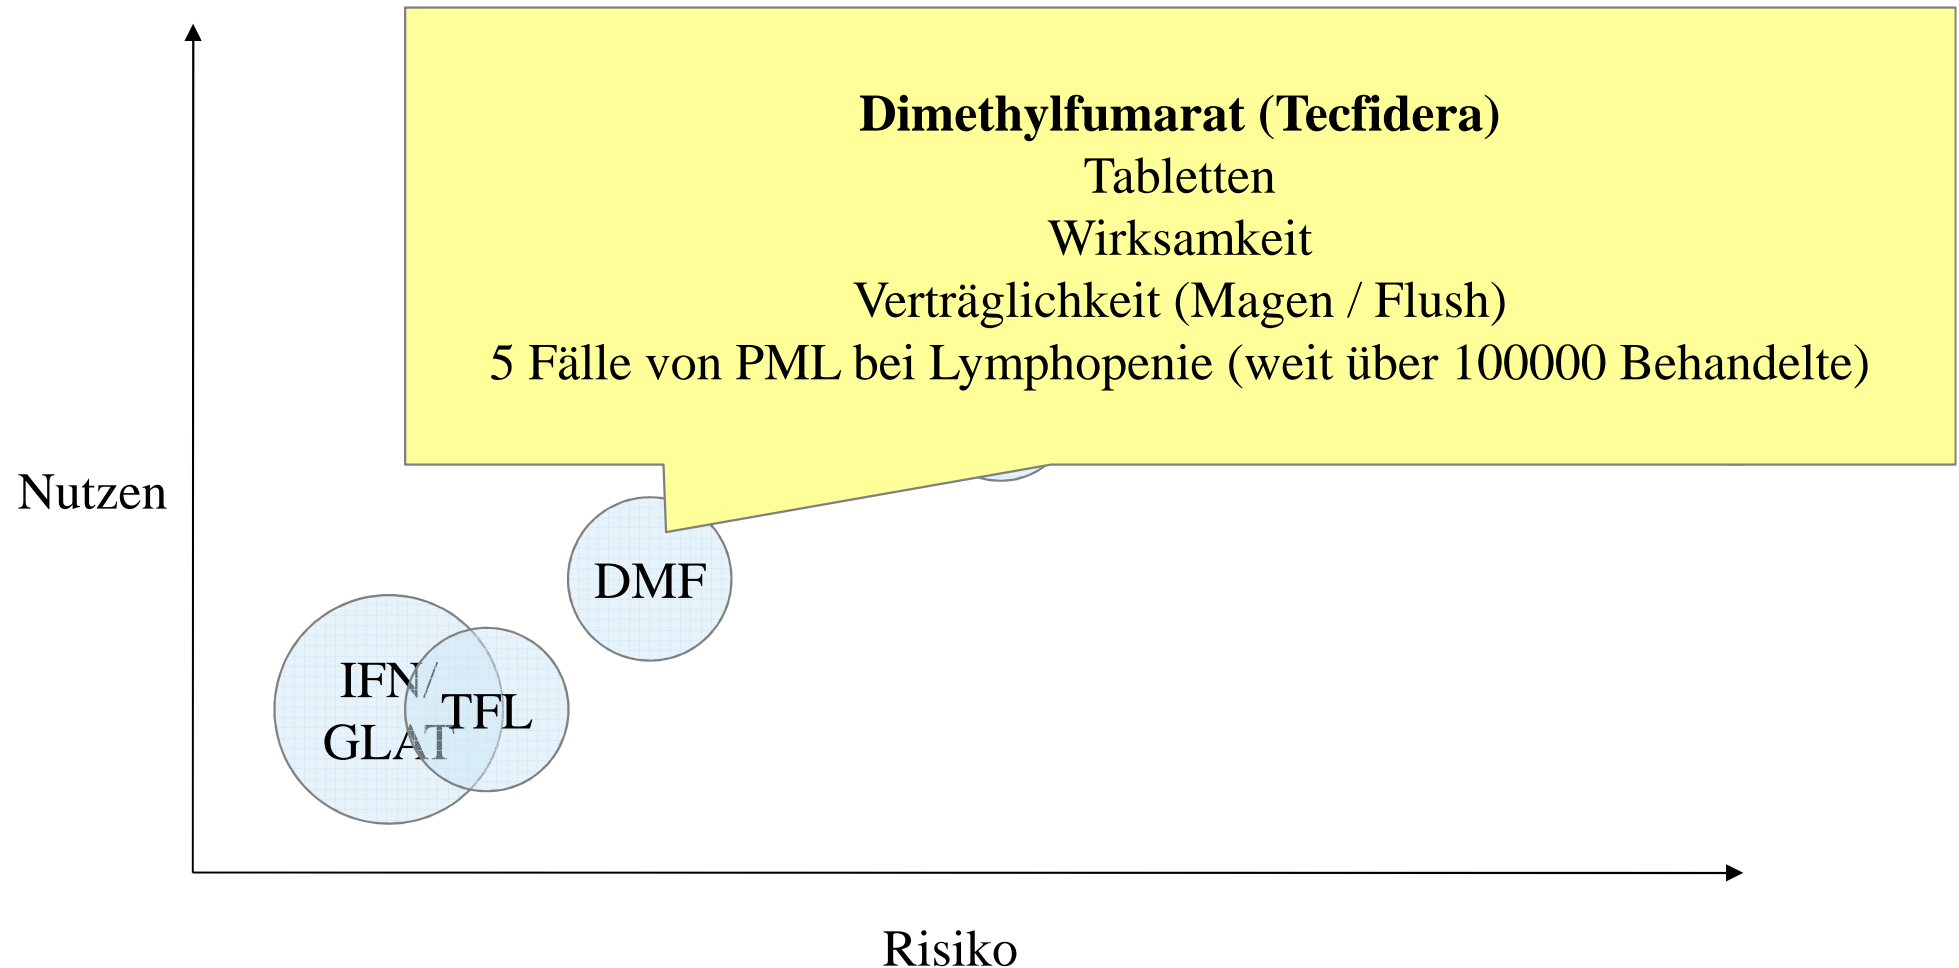 Dimethylfumarat (Tecfidera)
Tabletten
Wirksamkeit
Verträglichkeit (Magen / Flush)
5 Fälle von PML bei Lymphopenie (weit über 100000 Behandelte)
Nutzen
DMF
IFN/
GLAT
TFL
Risiko